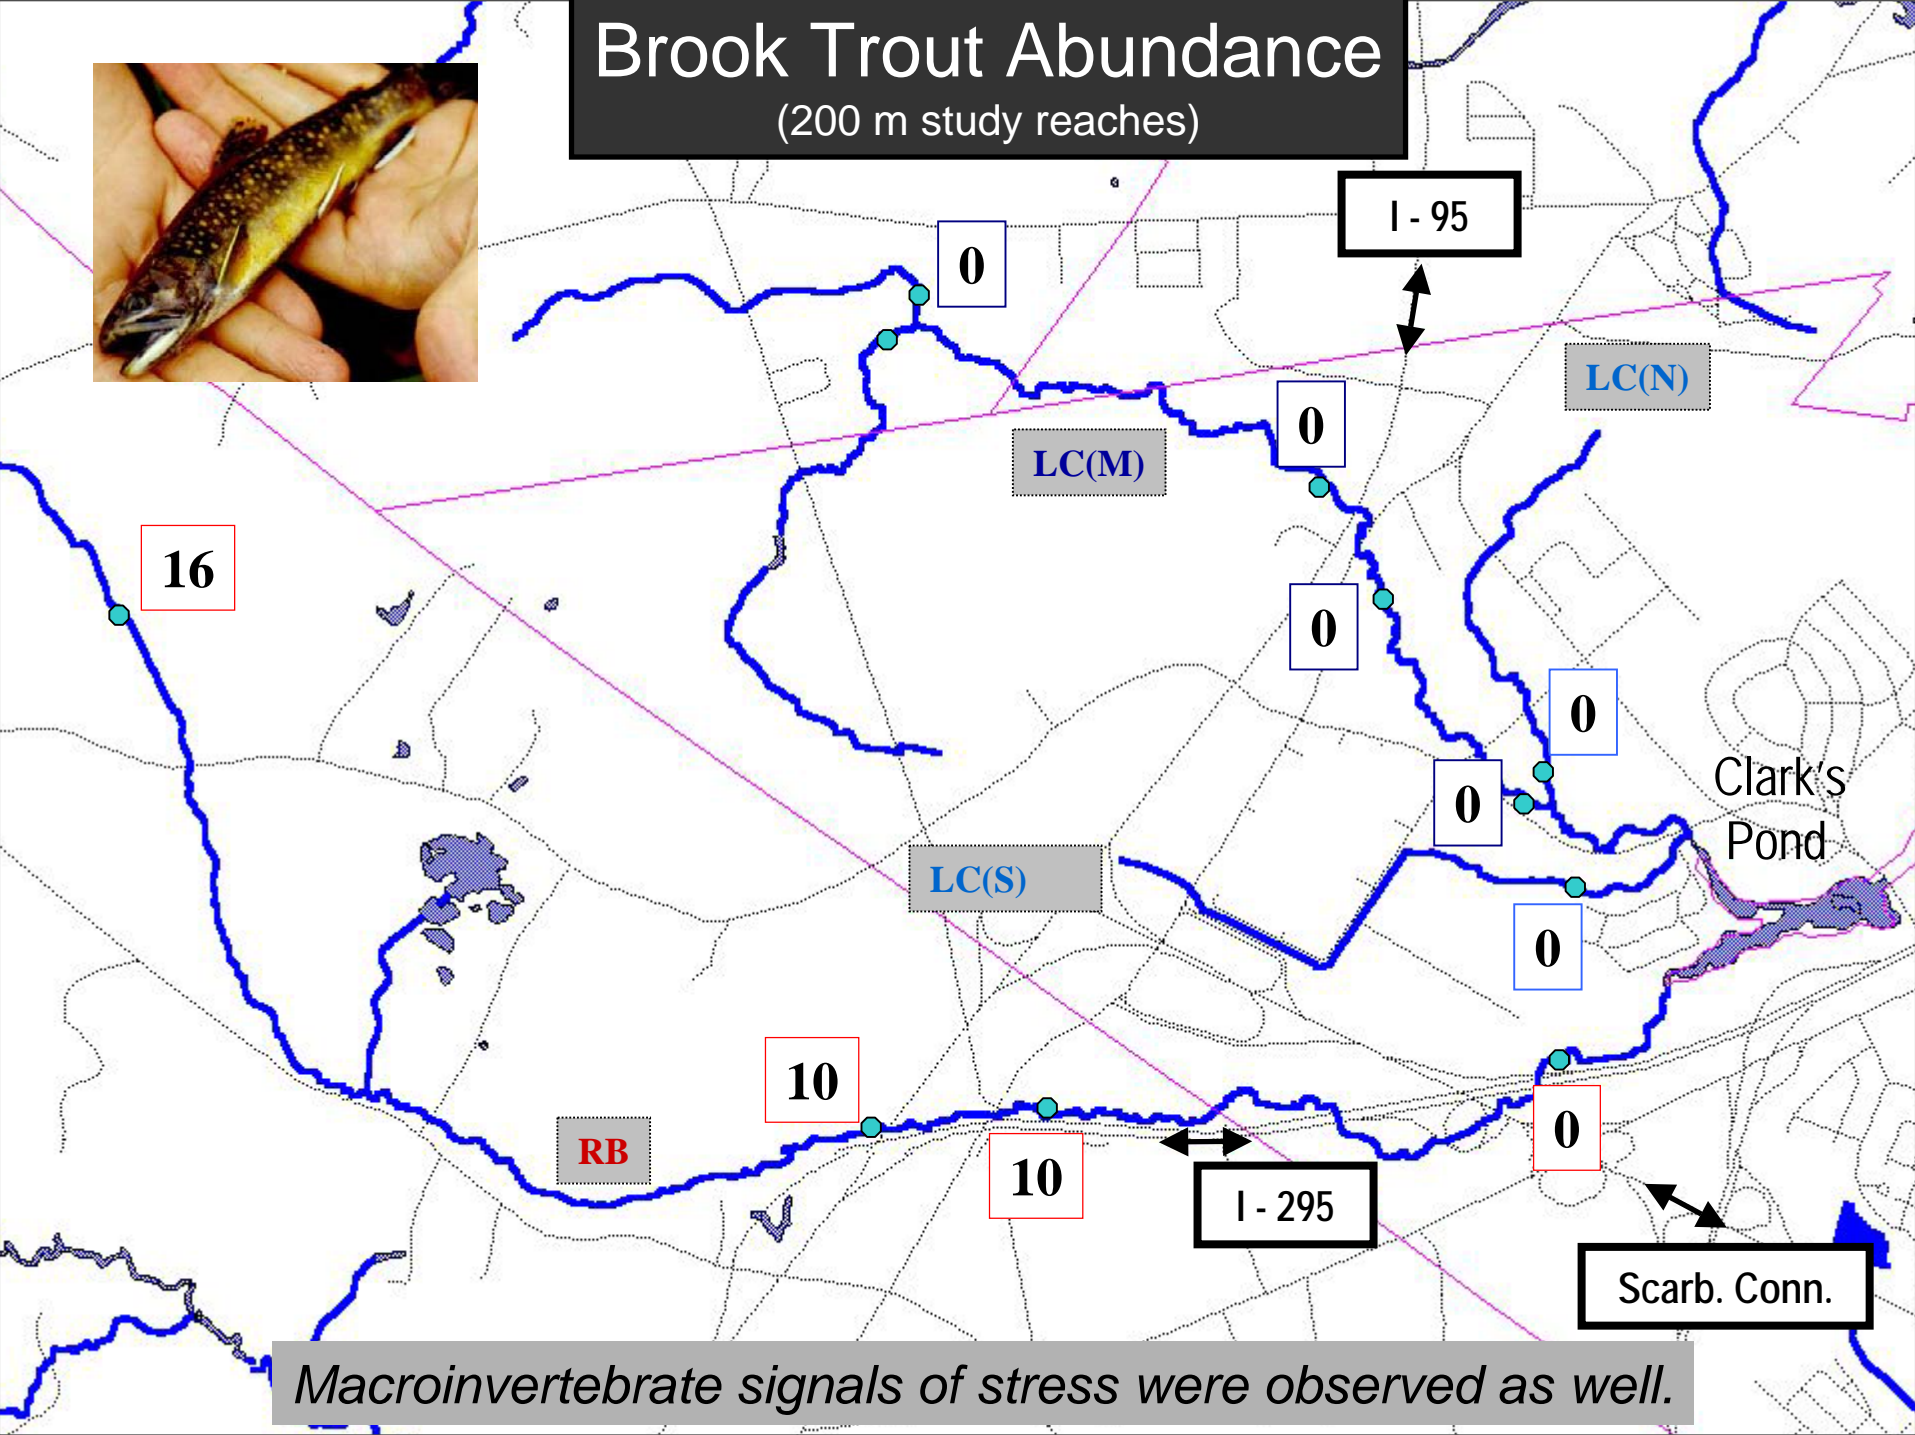 Brook Trout Abundance
(200 m study reaches)
I - 95
0
LC(N)
0
LC(M)
16
0
0
Clark's
Pond
0
LC(S)
0
10
RB
10
0
I - 295
Scarb. Conn.
Macroinvertebrate signals of stress were observed as well.